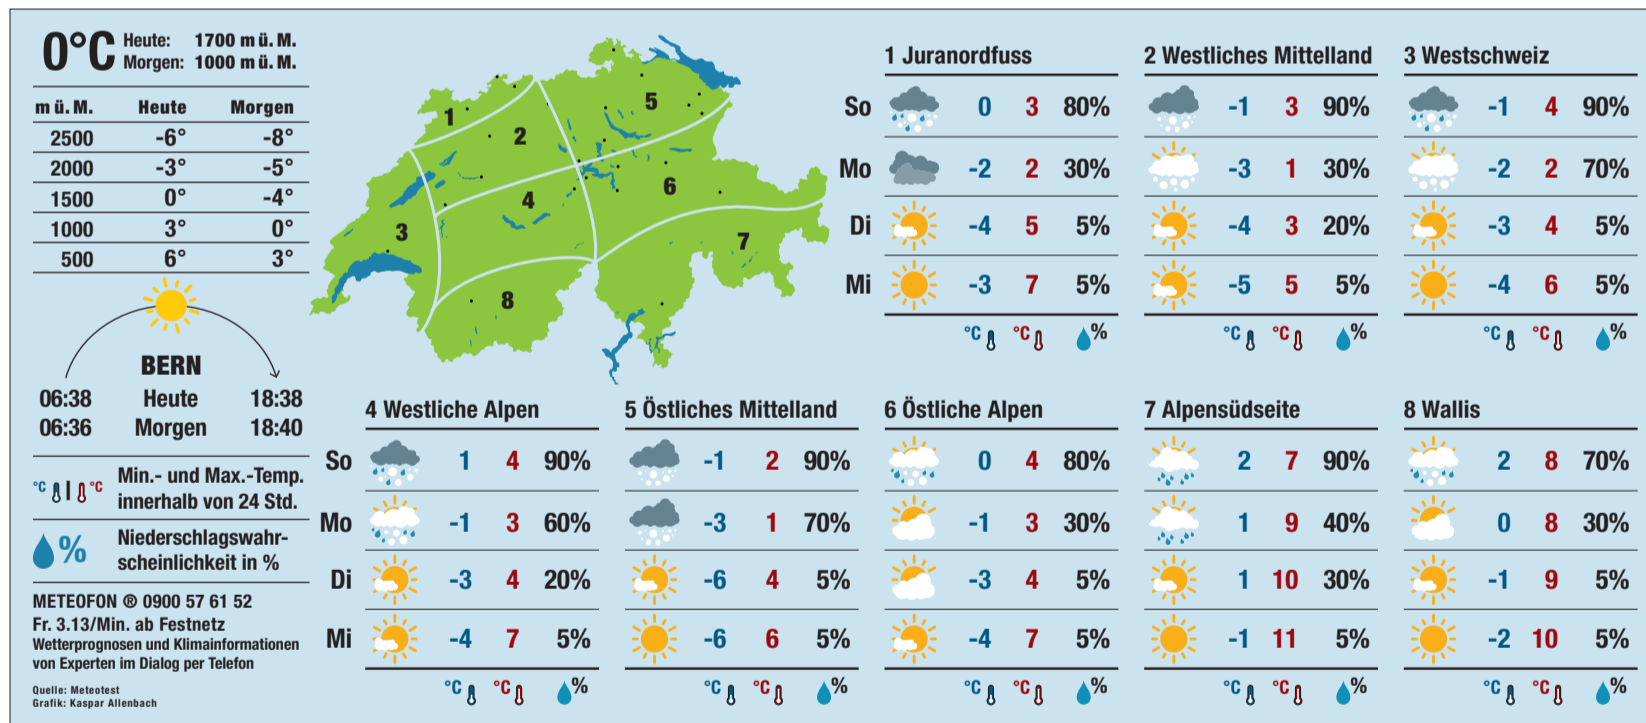 0°C
Heute: 1700 m ü. M.
Morgen: 1000 m ü. M.
m ü. M. Heute Morgen
2500 -6° -8°
2000 -3° -5°
1500 0° -4°
1000 3° 0°
500 6° 3°
BERN
06:38 Heute 18:38
06:36 Morgen 18:40
°C | °C Min.- und Max.-Temp.
innerhalb von 24 Std.
% Niederschlagswahr-
scheinlichkeit in %
METEOFON ® 0900 57 61 52
Fr. 3.13/Min. ab Festnetz
Wetterprognosen und Klimainformationen
von Experten im Dialog per Telefon
Quelle: Meteotest
Grafik: Kaspar Allenbach
1
2
3
4
5
6
7
8
1 Juranordfuss 2 Westliches Mittelland 3 Westschweiz
So 0 3 80% -1 3 90% -1 4 90%
Mo -2 2 30% -3 1 30% -2 2 70%
Di -4 5 5% -4 3 20% -3 4 5%
Mi -3 7 5% -5 5 5% -4 6 5%
°C °C % °C °C % °C °C %
4 Westliche Alpen 5 Östliches Mittelland 6 Östliche Alpen 7 Alpensüdseite 8 Wallis
So 1 4 90% -1 2 90% 0 4 80% 2 7 90% 2 8 70%
Mo -1 3 60% -3 1 70% -1 3 30% 1 9 40% 0 8 30%
Di -3 4 20% -6 4 5% -3 4 5% 1 10 30% -1 9 5%
Mi -4 7 5% -6 6 5% -4 7 5% -1 11 5% -2 10 5%
°C °C % °C °C % °C °C % °C °C % °C °C %